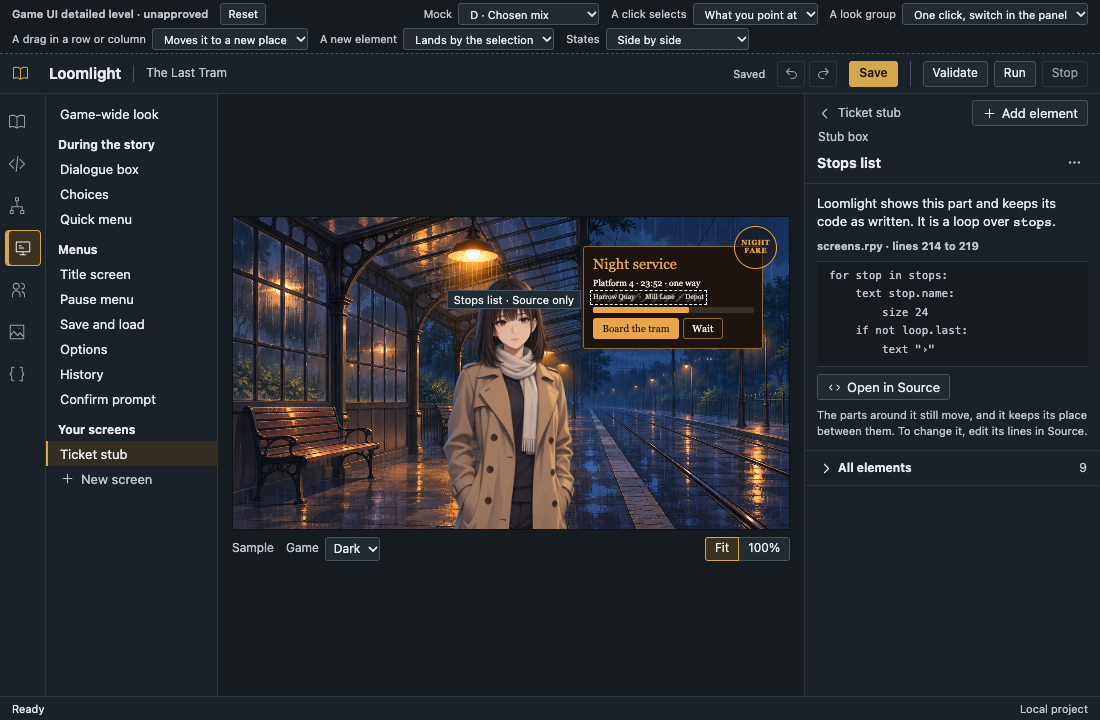 Game UI detailed level · unapproved
Reset
Mock
D · Chosen mix
A click selects
What you point at
A look group
One click, switch in the panel
A drag in a row or column
Moves it to a new place
A new element
Lands by the selection
States
Side by side
Loomlight
The Last Tram
Saved
Save
Validate
Run
Stop
Game-wide look
During the story
Dialogue box
Choices
Quick menu
Menus
Title screen
Pause menu
Save and load
Options
History
Confirm prompt
Your screens
Ticket stub
New screen
NIGHT
FARE
Night service
Platform 4 · 23:52 · one way
Harrow Quay › Mill Lane › Depot
Stops list · Source only
Board the tram
Wait
Sample
Game
Dark
Fit
100%
Ticket stub
Add element
Stub box
Stops list
Loomlight shows this part and keeps its
code as written. It is a loop over stops.
screens.rpy · lines 214 to 219
for stop in stops:
text stop.name:
size 24
if not loop.last:
text "›"
Open in Source
The parts around it still move, and it keeps its place
between them. To change it, edit its lines in Source.
All elements
9
Ready
Local project